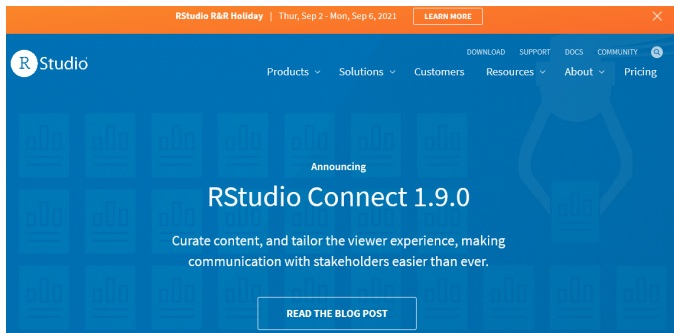 RStudio R&R Holiday | Thur, Sep 2 - Mon, Sep 6, 2021 LEARN MORE
DOWNLOAD SUPPORT DOCS COMMUNITY
R Studio
Products Solutions Customers Resources About Pricing
Announcing
RStudio Connect 1.9.0
Curate content, and tailor the viewer experience, making
communication with stakeholders easier than ever.
READ THE BLOG POST